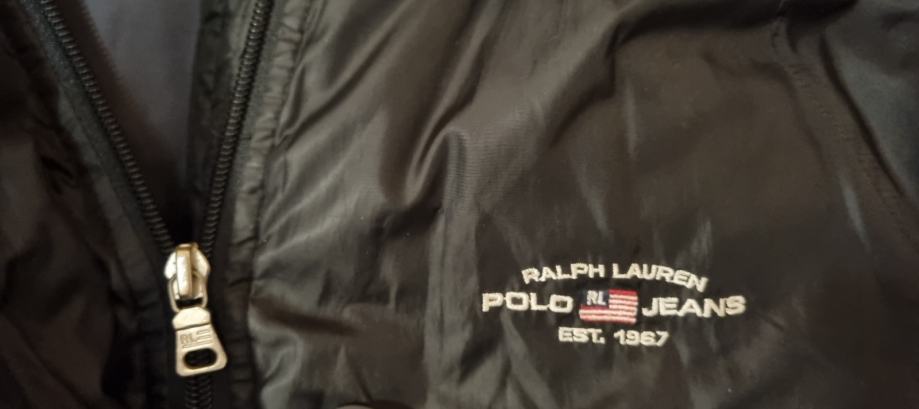 RALPH LAUREN
POLO RL JEANS
EST. 1967
RL